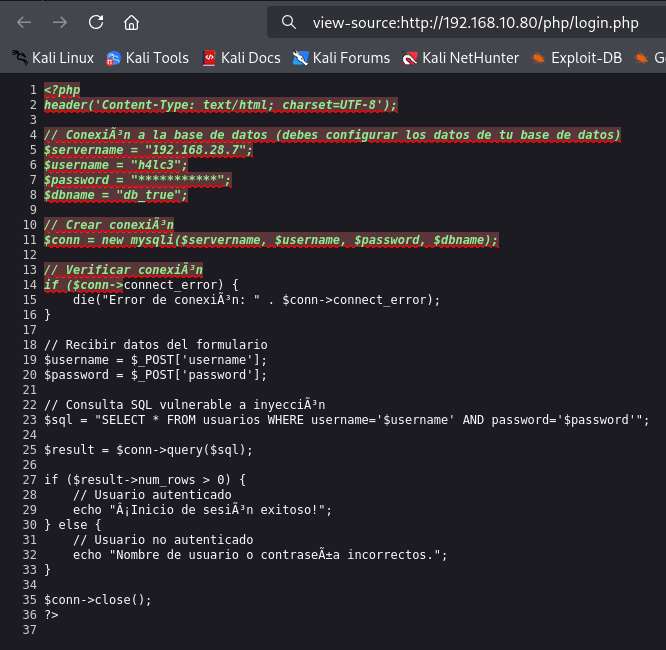 view-source:http://192.168.10.80/php/login.php
Kali Linux Kali Tools Kali Docs Kali Forums Kali NetHunter Exploit-DB G
1 <?php
2 header('Content-Type: text/html; charset=UTF-8');
3
4 // ConexiÃ³n a la base de datos (debes configurar los datos de tu base de datos)
5 $servername = "192.168.28.7";
6 $username = "h4lc3";
7 $password = "***********";
8 $dbname = "db_true";
9
10 // Crear conexiÃ³n
11 $conn = new mysqli($servername, $username, $password, $dbname);
12
13 // Verificar conexiÃ³n
14 if ($conn->connect_error) {
15     die("Error de conexiÃ³n: " . $conn->connect_error);
16 }
17
18 // Recibir datos del formulario
19 $username = $_POST['username'];
20 $password = $_POST['password'];
21
22 // Consulta SQL vulnerable a inyecciÃ³n
23 $sql = "SELECT * FROM usuarios WHERE username='$username' AND password='$password'";
24
25 $result = $conn->query($sql);
26
27 if ($result->num_rows > 0) {
28     // Usuario autenticado
29     echo "Â¡Inicio de sesiÃ³n exitoso!";
30 } else {
31     // Usuario no autenticado
32     echo "Nombre de usuario o contraseÃ±a incorrectos.";
33 }
34
35 $conn->close();
36 ?>
37